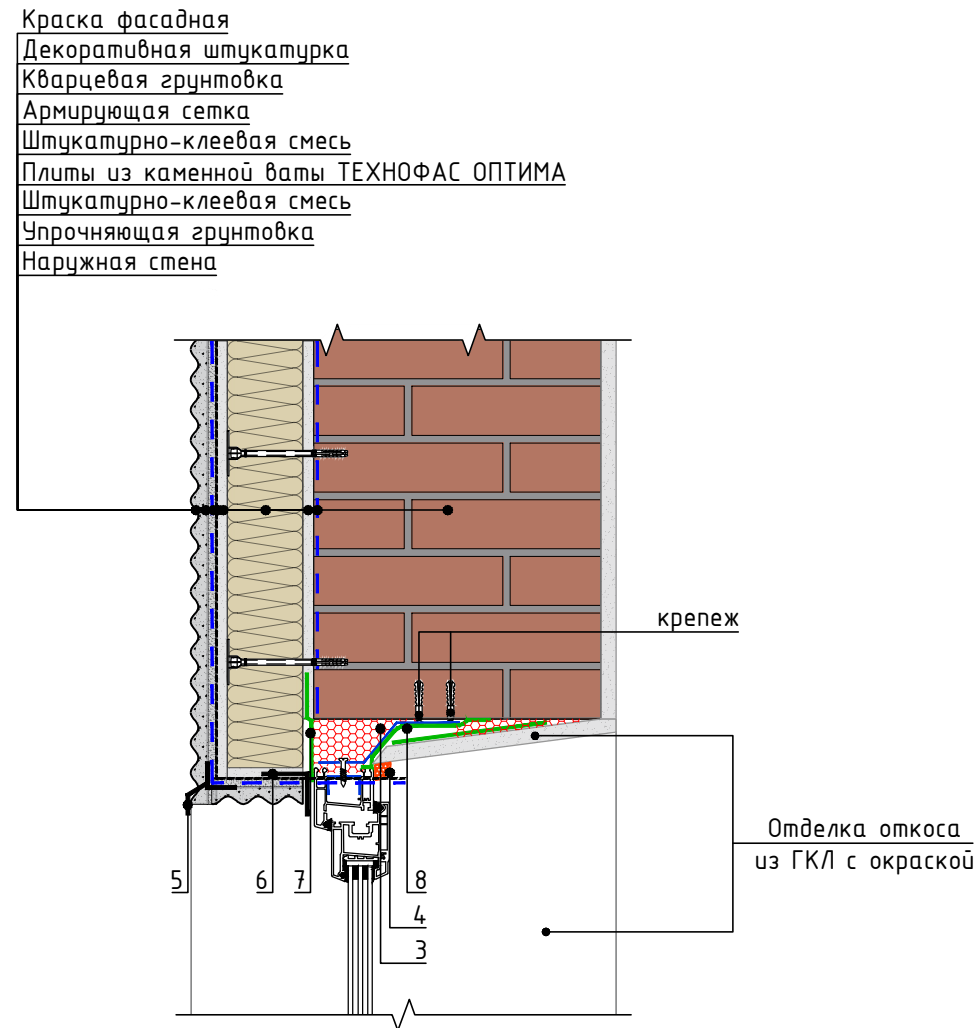 Краска фасадная
Декоративная штукатурка
Кварцевая грунтовка
Армирующая сетка
Штукатурно-клеевая смесь
Плиты из каменной ваты ТЕХНОФАС ОПТИМА
Штукатурно-клеевая смесь
Упрочняющая грунтовка
Наружная стена
крепеж
Отделка откоса
из ГКЛ с окраской
5
6
7
8
4
3